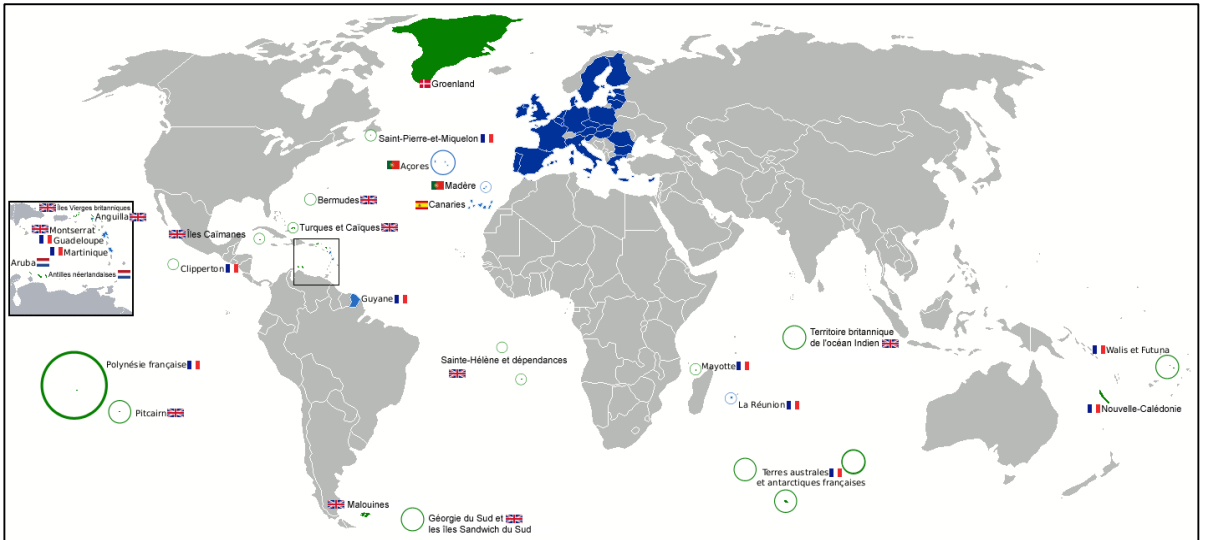 Groenland
Saint-Pierre-et-Miquelon
Açores
Madère
Canaries
Bermudes
Turques et Caïques
Îles Caïmanes
Clipperton
Îles Vierges britanniques
Anguilla
Montserrat
Guadeloupe
Martinique
Aruba
Antilles néerlandaises
Guyane
Territoire britannique
de l'océan Indien
Sainte-Hélène et dépendances
Walis et Futuna
Polynésie française
Mayotte
La Réunion
Pitcairn
Nouvelle-Calédonie
Terres australes
et antarctiques françaises
Malouines
Géorgie du Sud et
les îles Sandwich du Sud